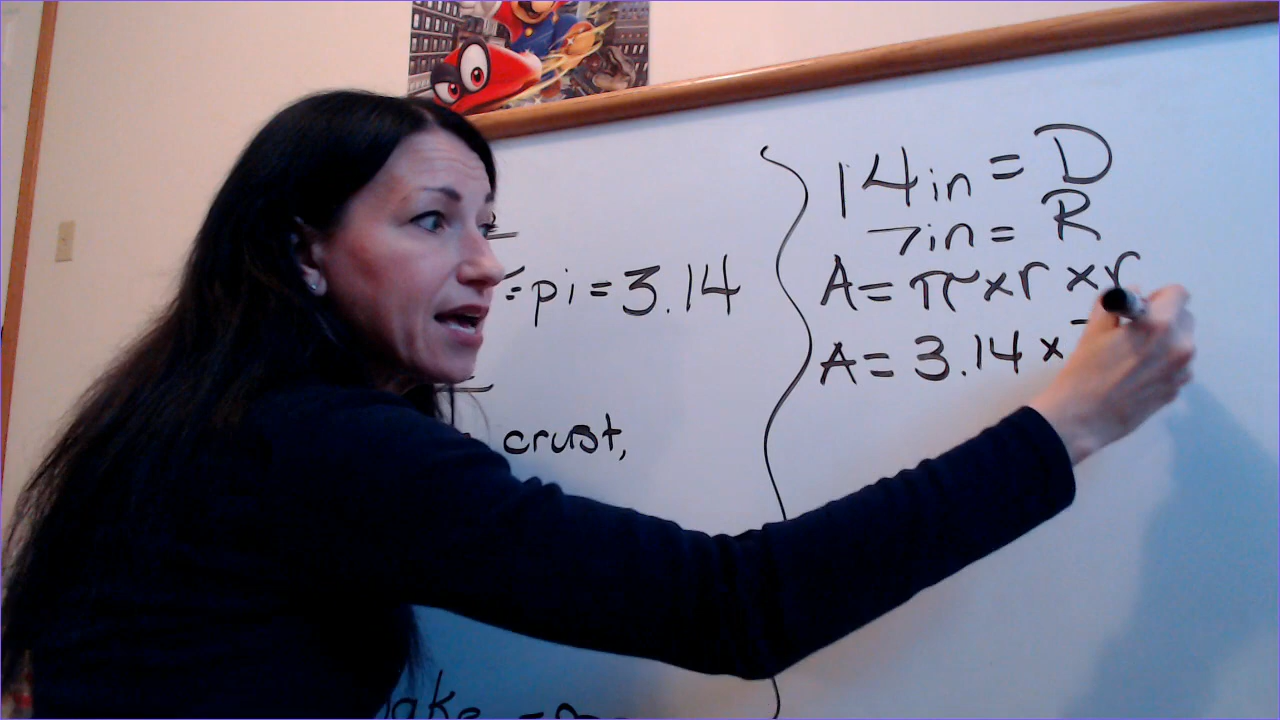 =pi=3.14
crust,
14in = D
7in = R
A= π x r x r
A= 3.14 x